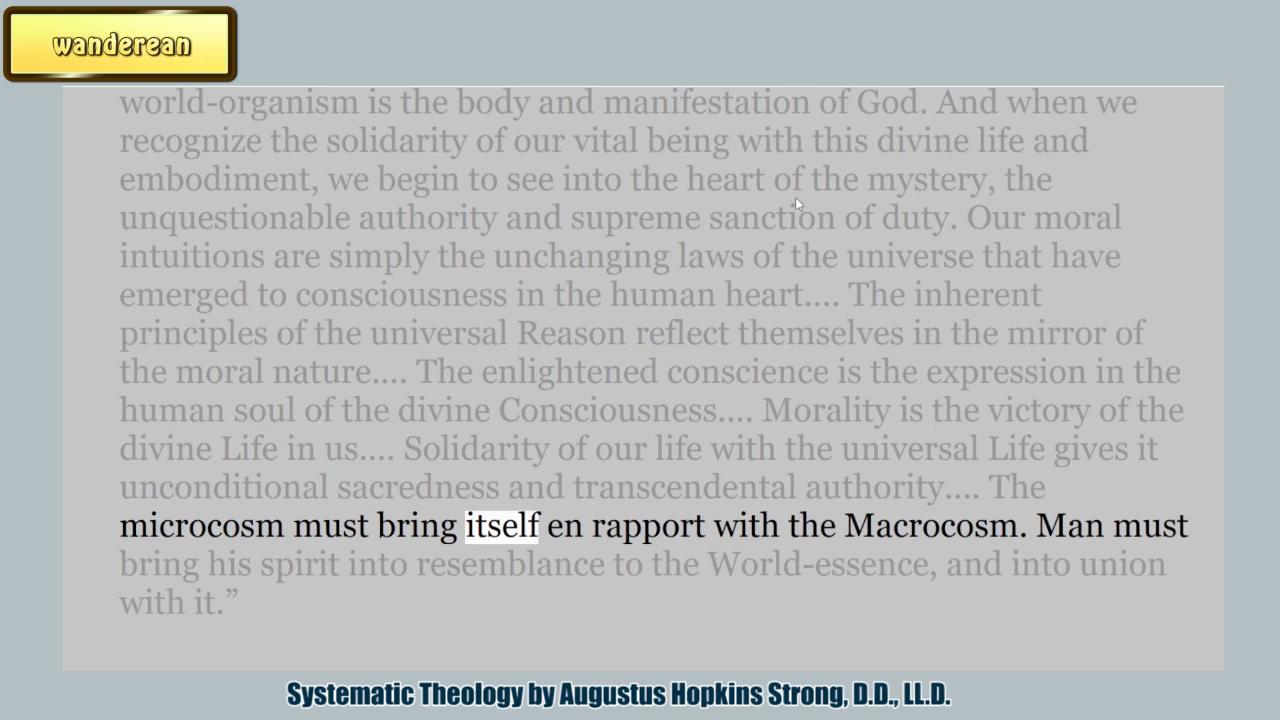 wanderean
world-organism is the body and manifestation of God. And when we
recognize the solidarity of our vital being with this divine life and
embodiment, we begin to see into the heart of the mystery, the
unquestionable authority and supreme sanction of duty. Our moral
intuitions are simply the unchanging laws of the universe that have
emerged to consciousness in the human heart.... The inherent
principles of the universal Reason reflect themselves in the mirror of
the moral nature.... The enlightened conscience is the expression in the
human soul of the divine Consciousness.... Morality is the victory of the
divine Life in us.... Solidarity of our life with the universal Life gives it
unconditional sacredness and transcendental authority.... The
microcosm must bring itself en rapport with the Macrocosm. Man must
bring his spirit into resemblance to the World-essence, and into union
with it.”
Systematic Theology by Augustus Hopkins Strong, D.D., LL.D.